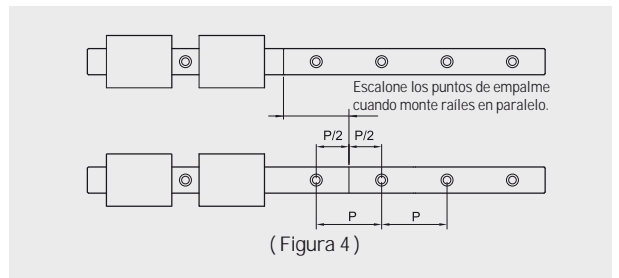 Escalone los puntos de empalme
cuando monte raíles en paralelo.
P/2 P/2
P P
( Figura 4 )